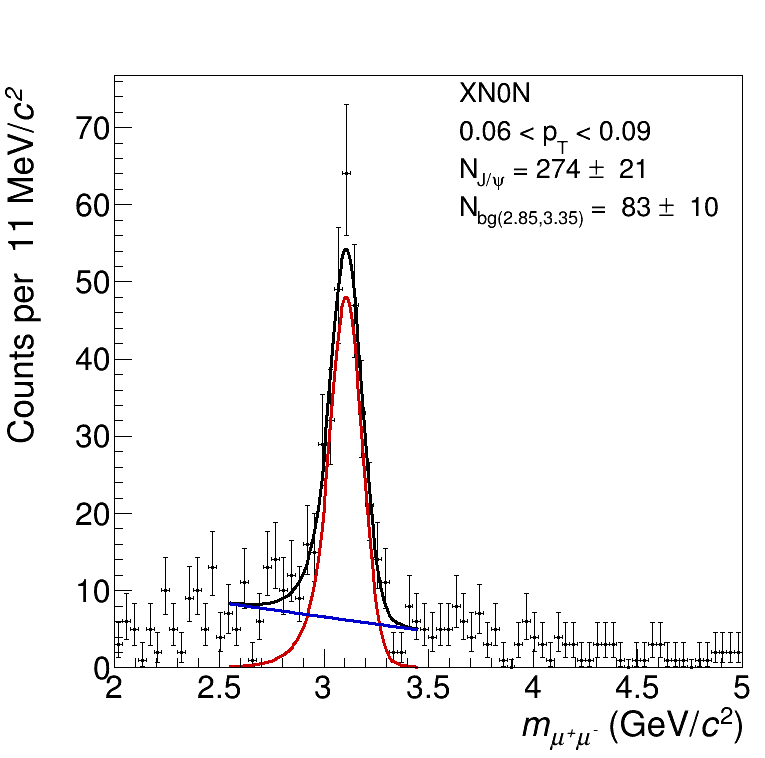 XN0N
0.06 < p_T < 0.09
N_J/ψ = 274 ± 21
N_bg(2.85,3.35) = 83 ± 10
Counts per 11 MeV/c²
70
60
50
40
30
20
10
0
2 2.5 3 3.5 4 4.5 5
m_μ⁺μ⁻ (GeV/c²)